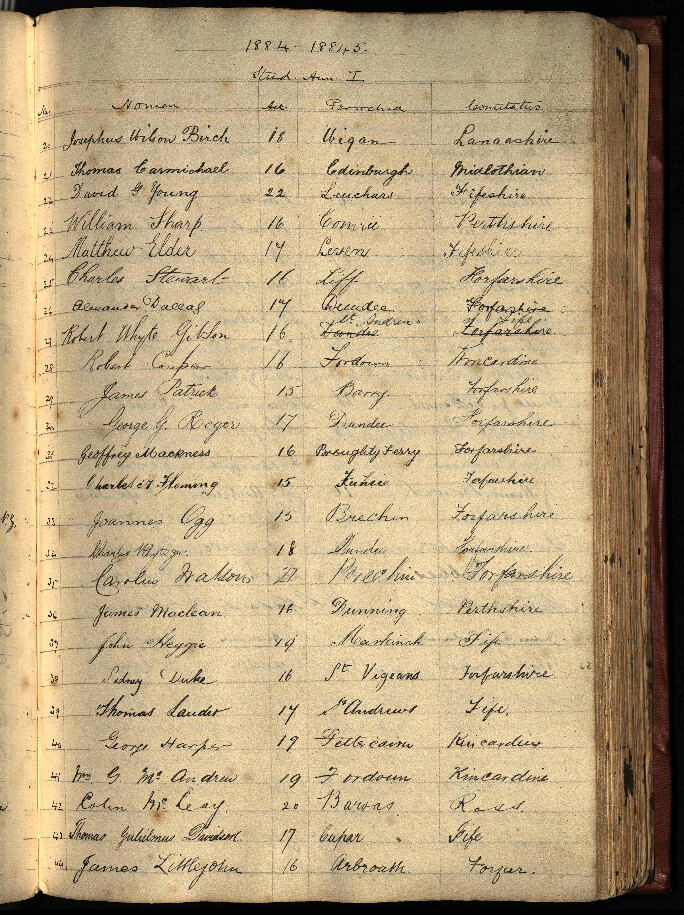 1884-18845.
Stud. Ann I
No. Nomen Aet Parochia Comitatus
20 Josephus Wilson Birch 18 Wigan Lancashire
21 Thomas Carmichael 16 Edinburgh Midlothian
22 David G Young 22 Leuchars Fifeshire
23 William Sharp 16 Comrie Perthshire
24 Matthew Elder 17 Leven Fifeshire
25 Charles Stewart 16 Liff Forfarshire
26 Alexander Dallas 17 Dundee Forfarshire
St. Andrews Fife
27 Robert Whyte Gibson 16 Dundee Forfarshire
28 Robert Couper 16 Fordoun Kincardine
29 James Patrick 15 Barry Forfarshire
30 George G. Roger 17 Dundee Forfarshire
31 Geoffrey Mackness 16 Broughty Ferry Forfarshire
32 Charles Fleming 15 Forfarshire
33 Joannes Ogg 15 Brechin Forfarshire
34 Charles 18 Dundee Forfarshire
35 Carolus Watson 21 Brechin Forfarshire
36 James Maclean 16 Dunning Perthshire
37 John Heggie 19 Markinch Fife
38 Sidney Duke 16 St Vigeans Forfarshire
39 Thomas Lauder 17 St Andrews Fife.
40 George Harper 19 Fettercairn Kincardine
41 Wm G. Mc Andrew 19 Fordoun Kincardine
42 Colin Mc Leay. 20 Barvas Ross.
43 Thomas Gulielmus Davidson. 17 Cupar Fife
44 James Littlejohn 16 Arbroath. Forfar.